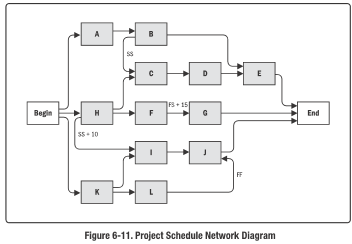 A
B
SS
C
D
E
Begin
H
F
FS + 15
G
End
SS + 10
I
J
K
L
FF
Figure 6-11. Project Schedule Network Diagram